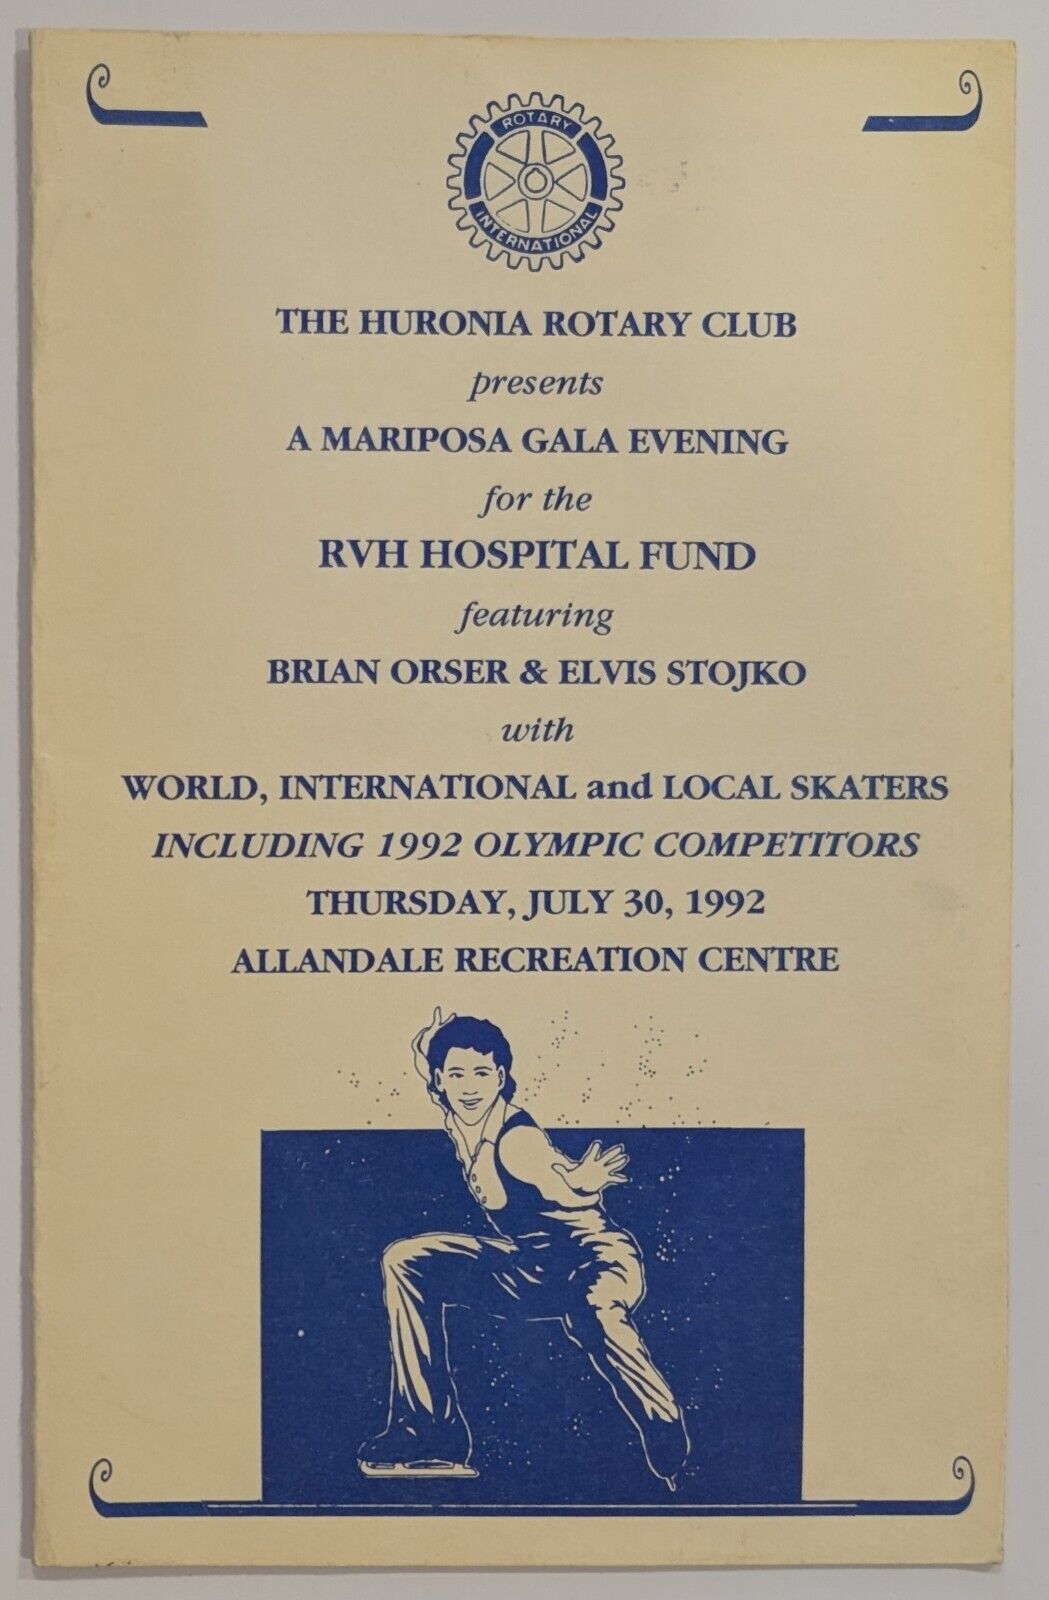 ROTARY
INTERNATIONAL
THE HURONIA ROTARY CLUB
presents
A MARIPOSA GALA EVENING
for the
RVH HOSPITAL FUND
featuring
BRIAN ORSER & ELVIS STOJKO
with
WORLD, INTERNATIONAL and LOCAL SKATERS
INCLUDING 1992 OLYMPIC COMPETITORS
THURSDAY, JULY 30, 1992
ALLANDALE RECREATION CENTRE